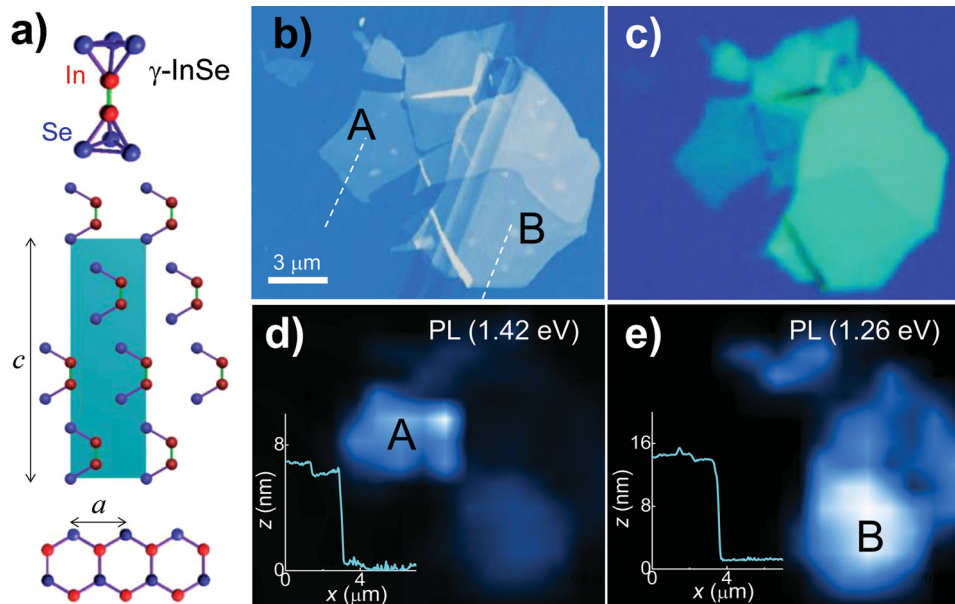 a)
In
γ-InSe
Se
c
a
b)
A
B
3 μm
c)
d)
PL (1.42 eV)
A
8
0
z (nm)
0
4
x (μm)
e)
PL (1.26 eV)
B
16
8
0
z (nm)
0
4
x (μm)